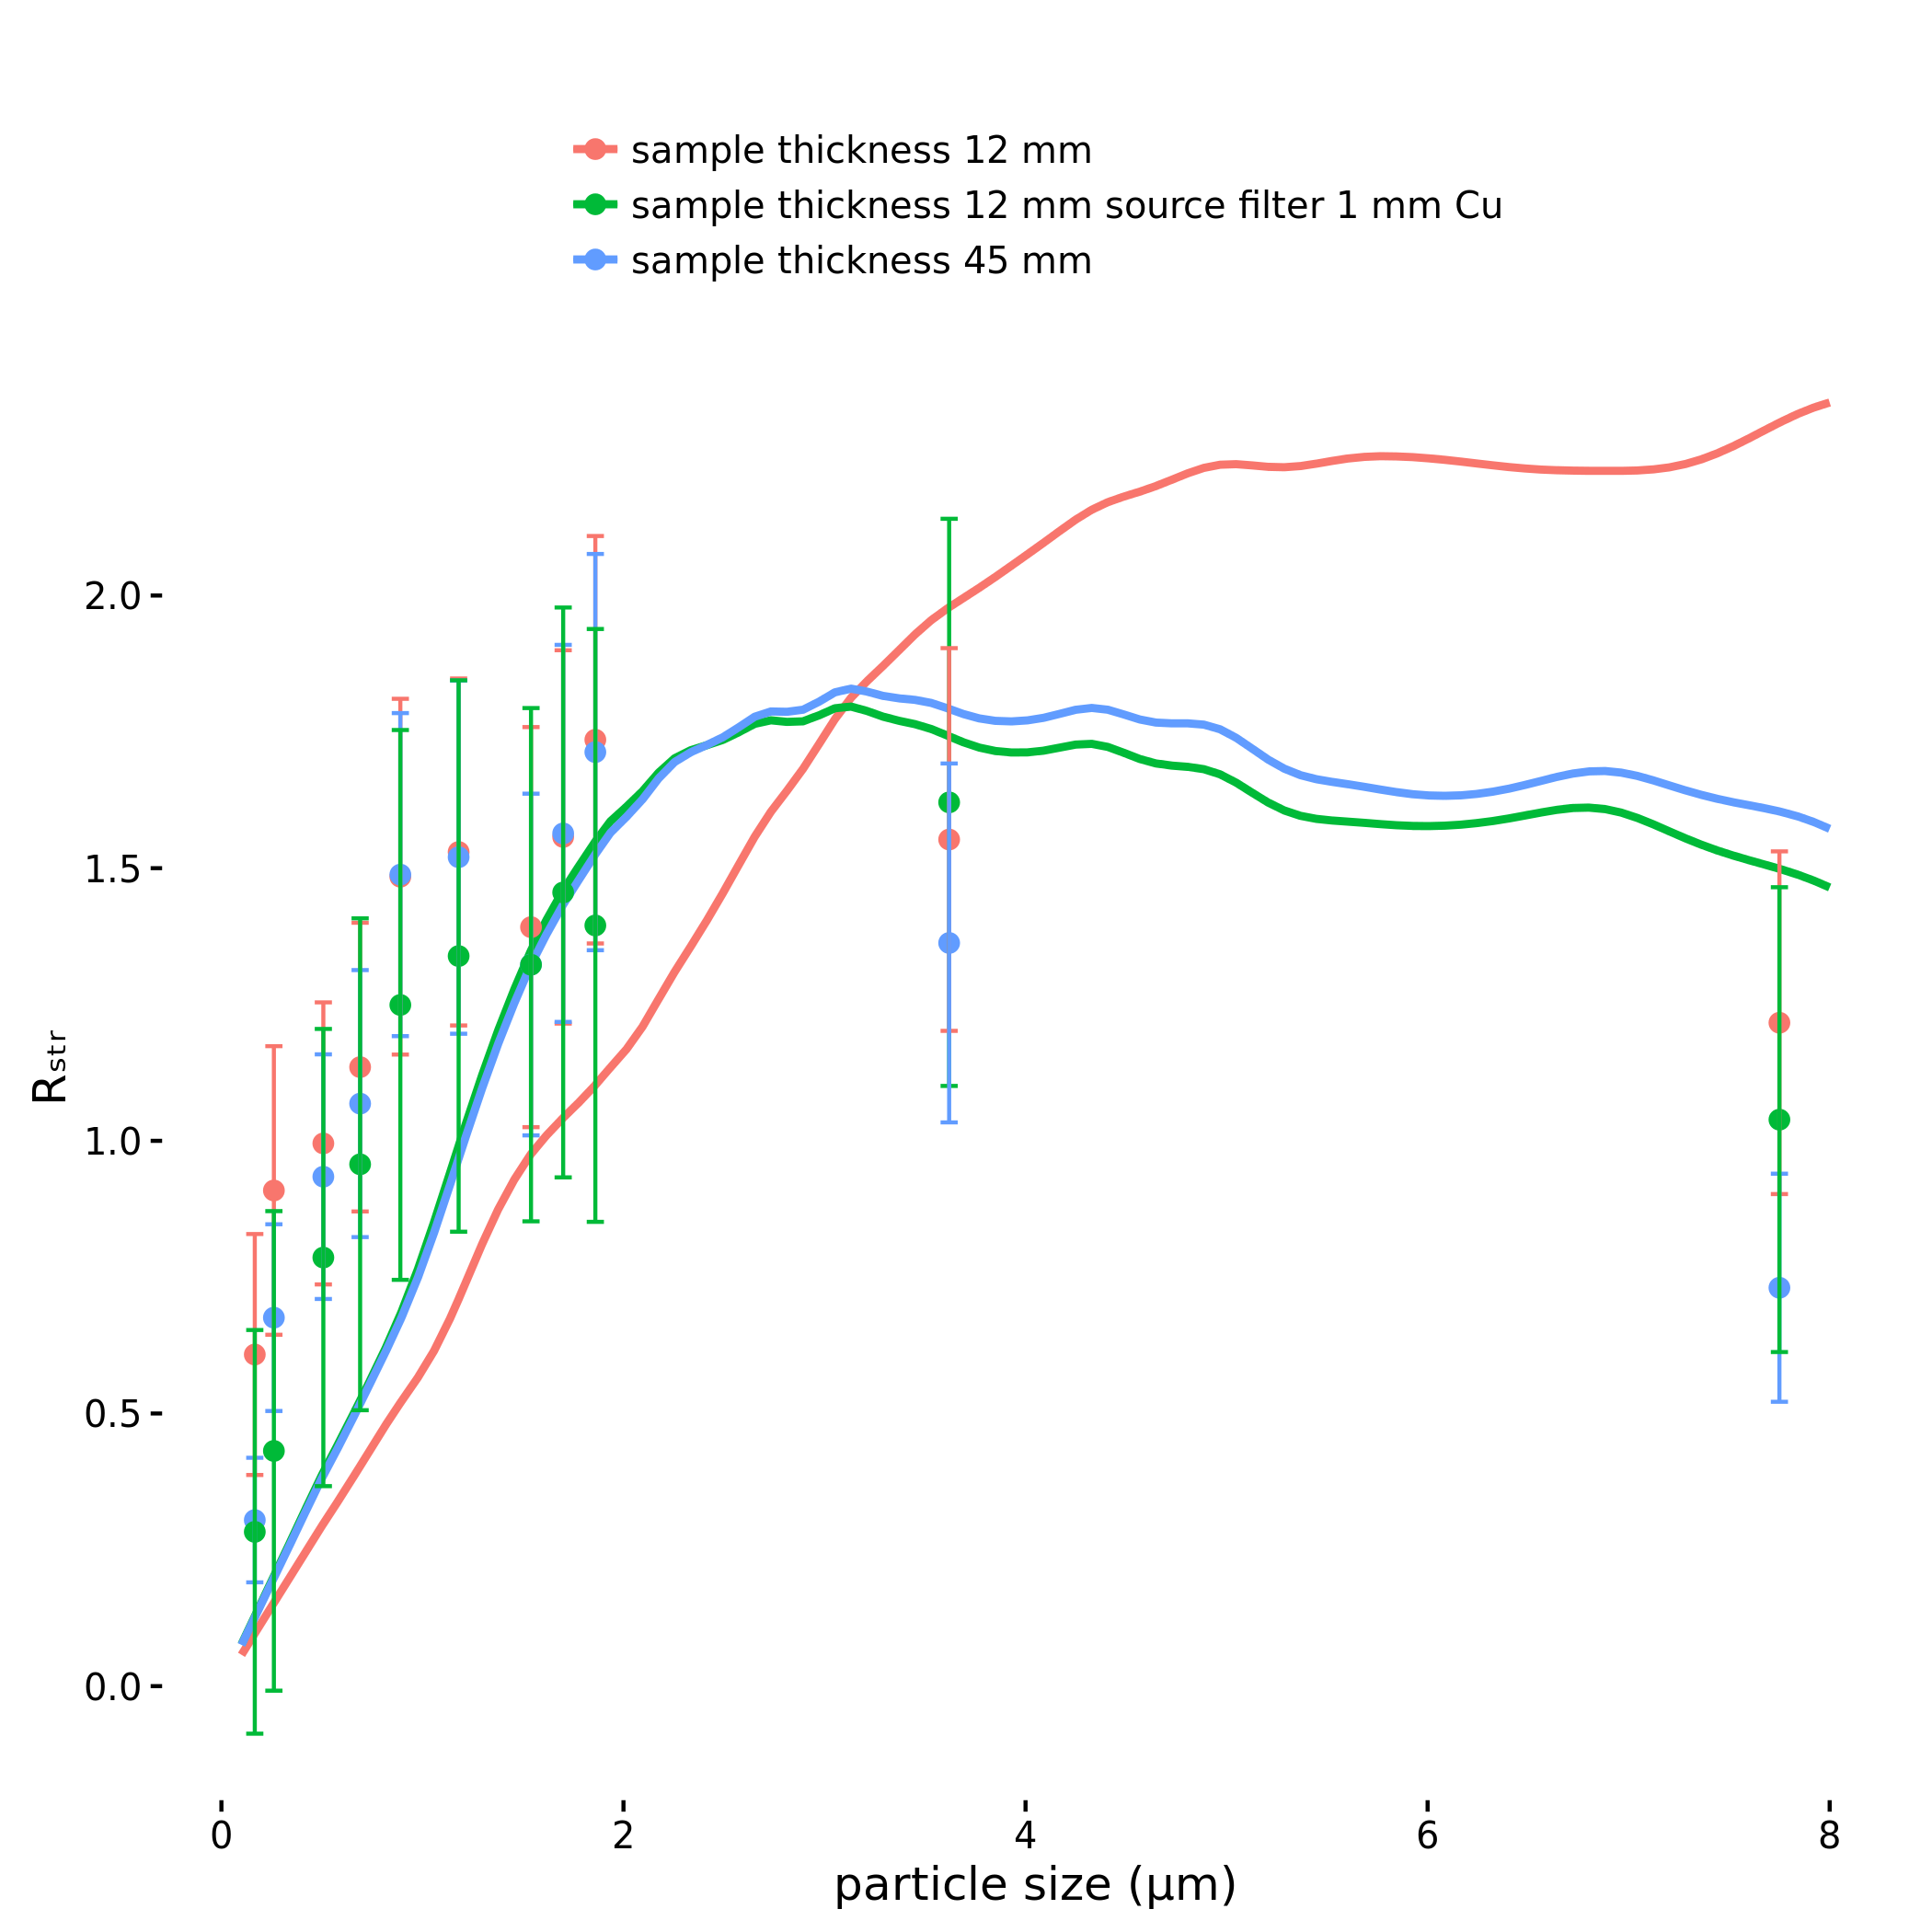 sample thickness 12 mm
sample thickness 12 mm source filter 1 mm Cu
sample thickness 45 mm
2.0
1.5
1.0
0.5
0.0
Rₛₜᵣ
0 2 4 6 8
particle size (µm)